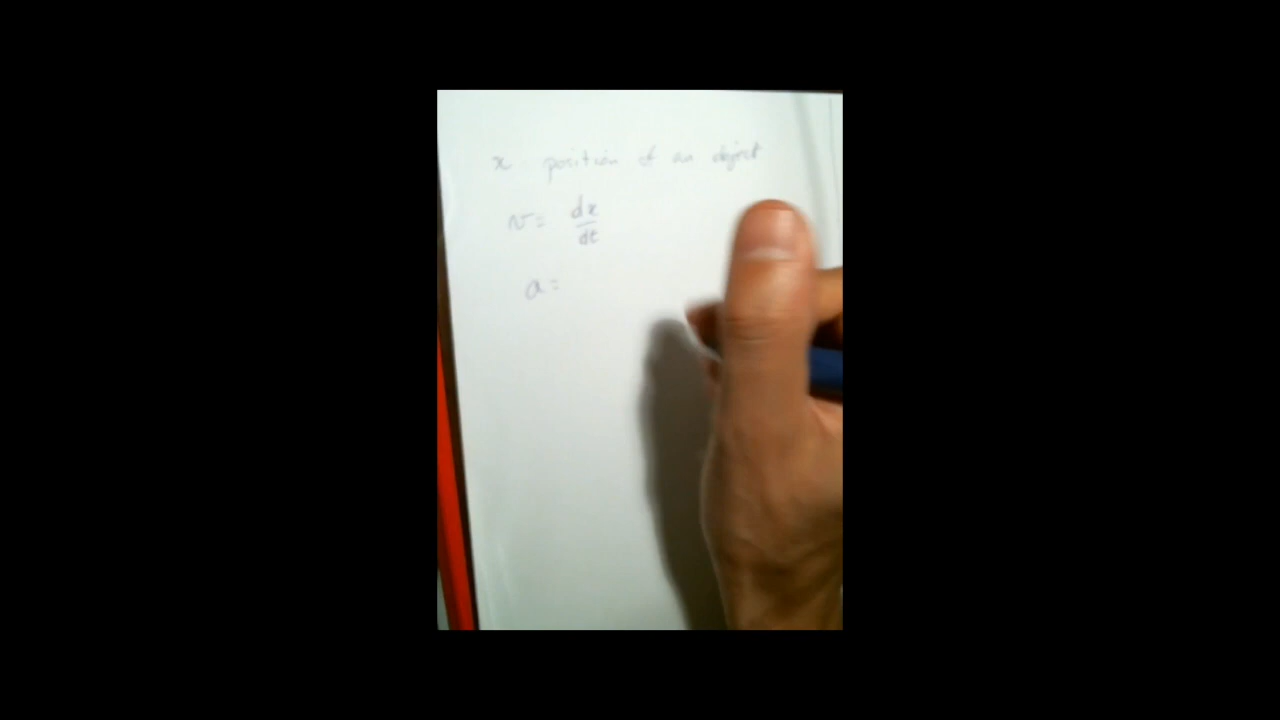 x position of an object
v = dx/dt
a =